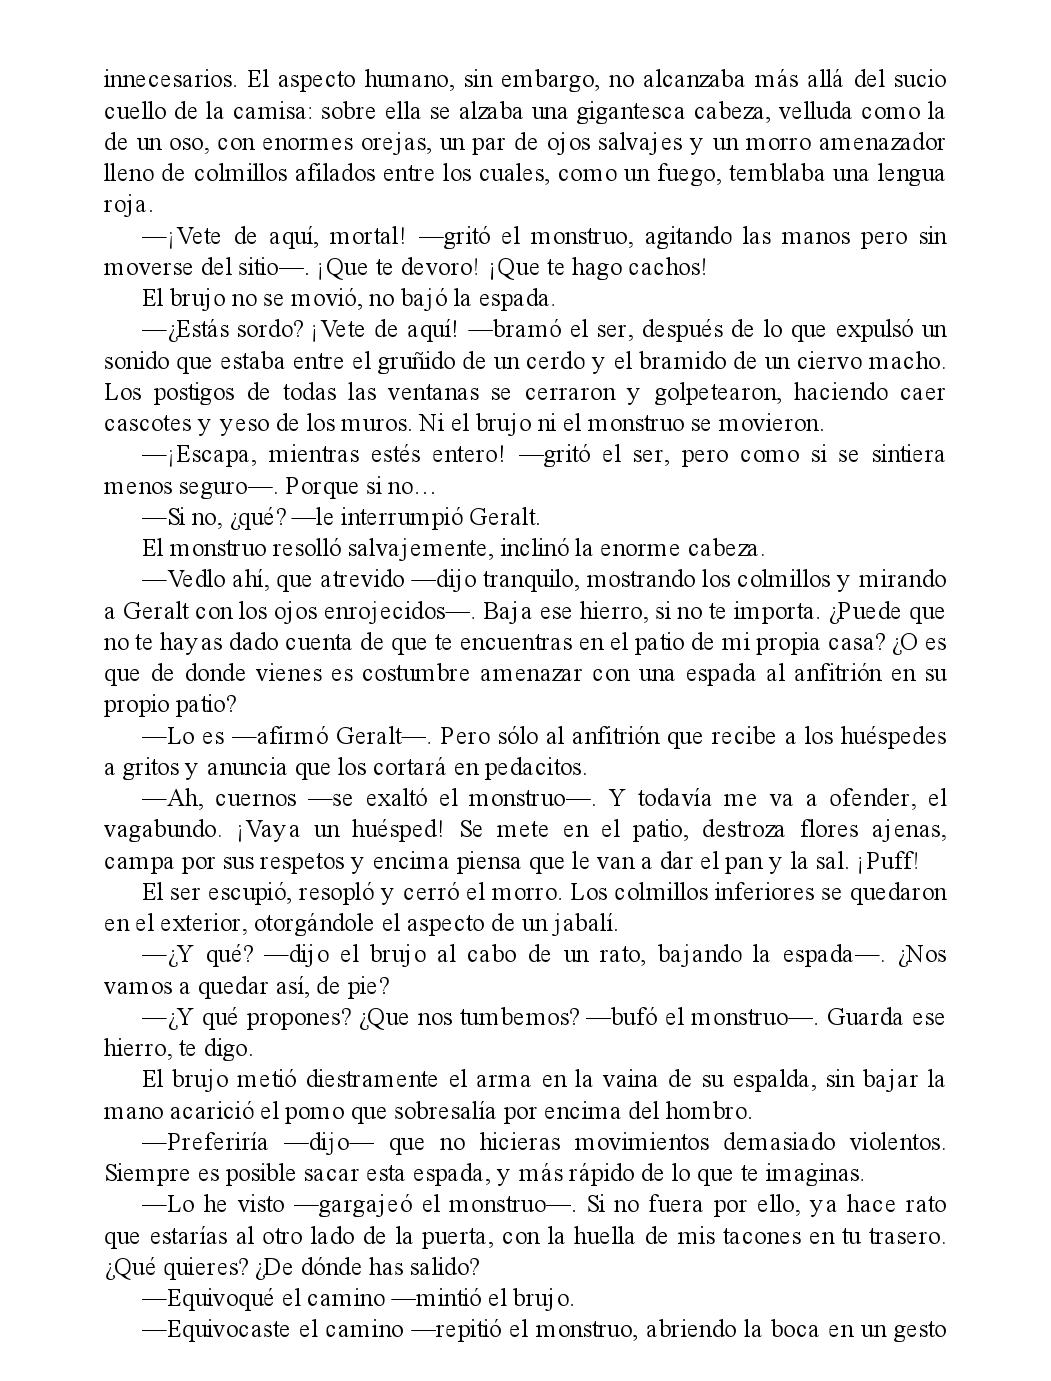 innecesarios. El aspecto humano, sin embargo, no alcanzaba más allá del sucio
cuello de la camisa: sobre ella se alzaba una gigantesca cabeza, velluda como la
de un oso, con enormes orejas, un par de ojos salvajes y un morro amenazador
lleno de colmillos afilados entre los cuales, como un fuego, temblaba una lengua
roja.
—¡Vete de aquí, mortal! —gritó el monstruo, agitando las manos pero sin
moverse del sitio—. ¡Que te devoro! ¡Que te hago cachos!
El brujo no se movió, no bajó la espada.
—¿Estás sordo? ¡Vete de aquí! —bramó el ser, después de lo que expulsó un
sonido que estaba entre el gruñido de un cerdo y el bramido de un ciervo macho.
Los postigos de todas las ventanas se cerraron y golpetearon, haciendo caer
cascotes y yeso de los muros. Ni el brujo ni el monstruo se movieron.
—¡Escapa, mientras estés entero! —gritó el ser, pero como si se sintiera
menos seguro—. Porque si no…
—Si no, ¿qué? —le interrumpió Geralt.
El monstruo resolló salvajemente, inclinó la enorme cabeza.
—Vedlo ahí, que atrevido —dijo tranquilo, mostrando los colmillos y mirando
a Geralt con los ojos enrojecidos—. Baja ese hierro, si no te importa. ¿Puede que
no te hayas dado cuenta de que te encuentras en el patio de mi propia casa? ¿O es
que de donde vienes es costumbre amenazar con una espada al anfitrión en su
propio patio?
—Lo es —afirmó Geralt—. Pero sólo al anfitrión que recibe a los huéspedes
a gritos y anuncia que los cortará en pedacitos.
—Ah, cuernos —se exaltó el monstruo—. Y todavía me va a ofender, el
vagabundo. ¡Vaya un huésped! Se mete en el patio, destroza flores ajenas,
campa por sus respetos y encima piensa que le van a dar el pan y la sal. ¡Puff!
El ser escupió, resopló y cerró el morro. Los colmillos inferiores se quedaron
en el exterior, otorgándole el aspecto de un jabalí.
—¿Y qué? —dijo el brujo al cabo de un rato, bajando la espada—. ¿Nos
vamos a quedar así, de pie?
—¿Y qué propones? ¿Que nos tumbemos? —bufó el monstruo—. Guarda ese
hierro, te digo.
El brujo metió diestramente el arma en la vaina de su espalda, sin bajar la
mano acarició el pomo que sobresalía por encima del hombro.
—Preferiría —dijo— que no hicieras movimientos demasiado violentos.
Siempre es posible sacar esta espada, y más rápido de lo que te imaginas.
—Lo he visto —gargajeó el monstruo—. Si no fuera por ello, ya hace rato
que estarías al otro lado de la puerta, con la huella de mis tacones en tu trasero.
¿Qué quieres? ¿De dónde has salido?
—Equivoqué el camino —mintió el brujo.
—Equivocaste el camino —repitió el monstruo, abriendo la boca en un gesto